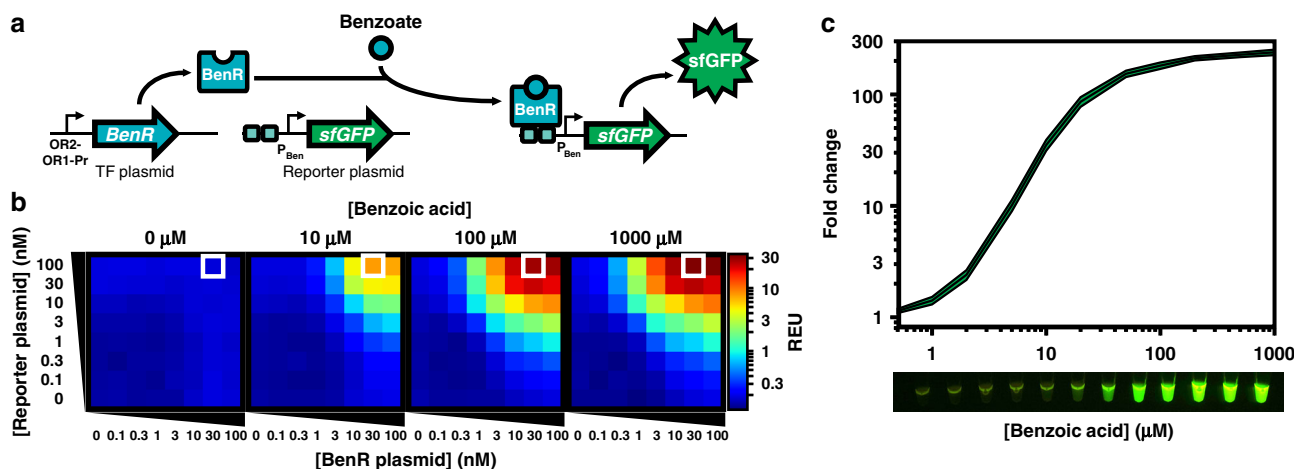 a
Benzoate
BenR
sfGFP
BenR
OR2-
OR1-Pr
BenR
TF plasmid
PBen
sfGFP
Reporter plasmid
PBen
sfGFP
b
[Benzoic acid]
0 µM
10 µM
100 µM
1000 µM
[Reporter plasmid] (nM)
100
30
10
3
1
0.3
0.1
0
0 0.1 0.3 1 3 10 30 100
0 0.1 0.3 1 3 10 30 100
0 0.1 0.3 1 3 10 30 100
0 0.1 0.3 1 3 10 30 100
[BenR plasmid] (nM)
30
10
3
1
0.3
REU
c
Fold change
300
100
30
10
3
1
1 10 100 1000
[Benzoic acid] (µM)